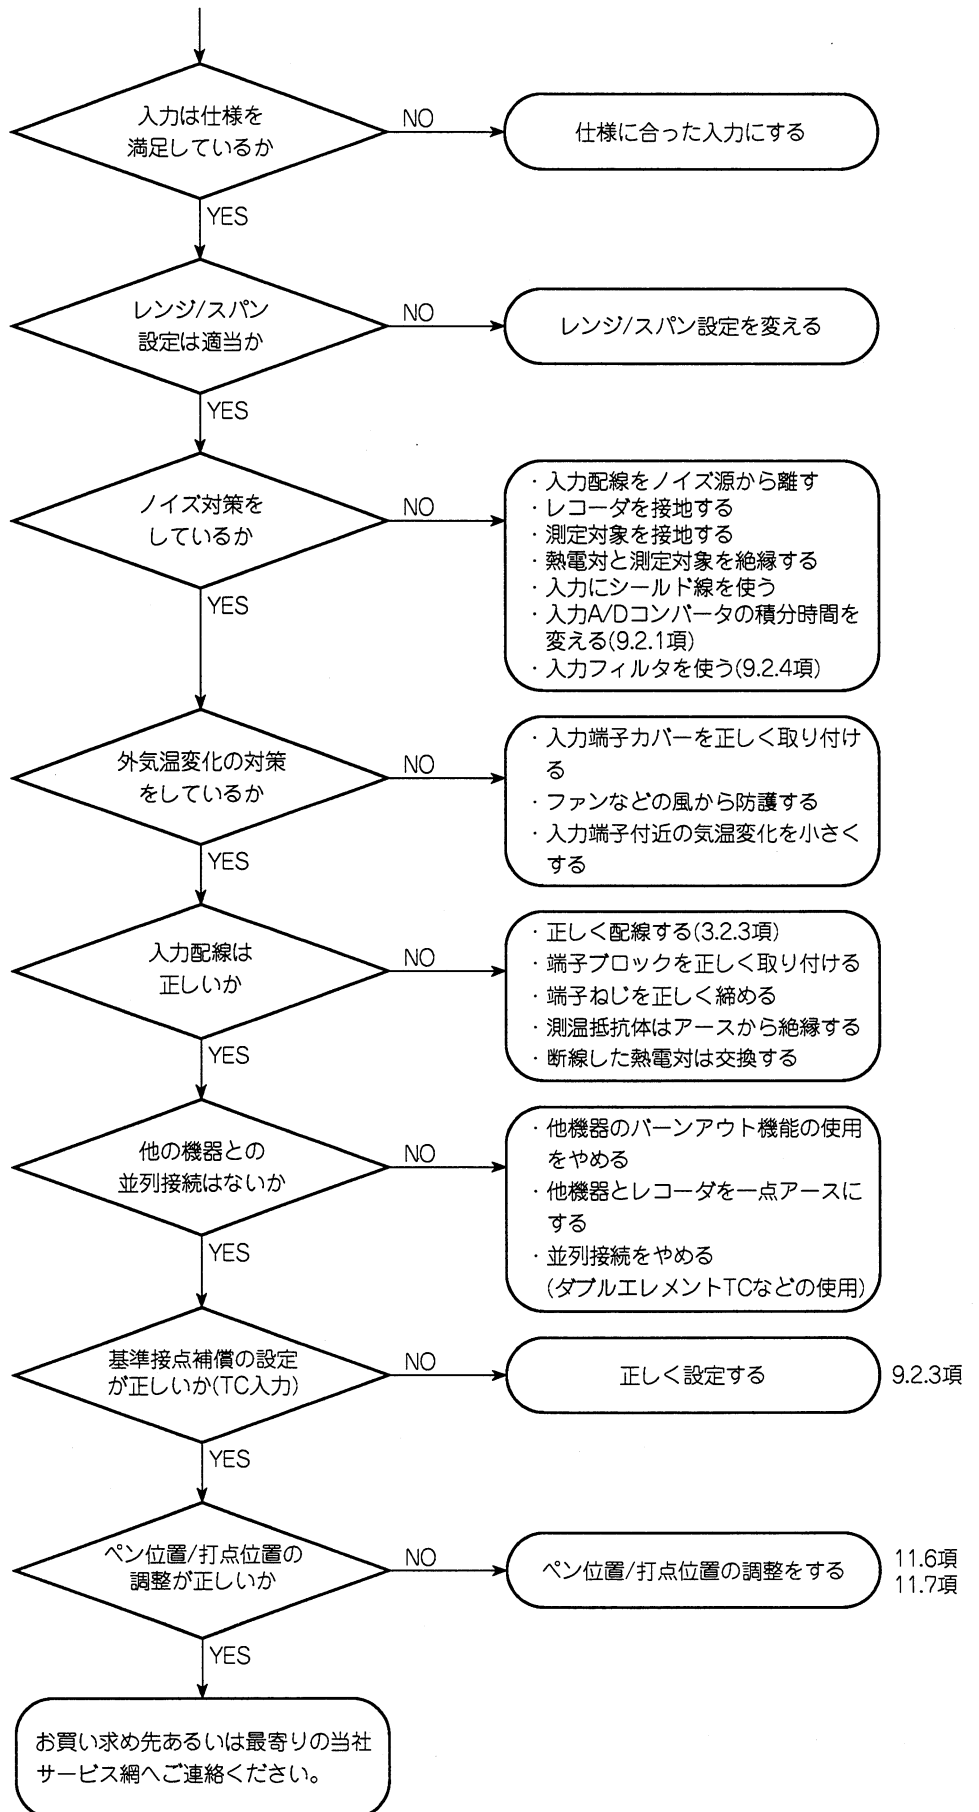 入力は仕様を
満足しているか
NO
仕様に合った入力にする
YES
レンジ/スパン
設定は適当か
NO
レンジ/スパン設定を変える
YES
ノイズ対策を
しているか
NO
・入力配線をノイズ源から離す
・レコーダを接地する
・測定対象を接地する
・熱電対と測定対象を絶縁する
・入力にシールド線を使う
・入力A/Dコンバータの積分時間を
変える(9.2.1項)
・入力フィルタを使う(9.2.4項)
YES
外気温変化の対策
をしているか
NO
・入力端子カバーを正しく取り付け
る
・ファンなどの風から防護する
・入力端子付近の気温変化を小さく
する
YES
入力配線は
正しいか
NO
・正しく配線する(3.2.3項)
・端子ブロックを正しく取り付ける
・端子ねじを正しく締める
・測温抵抗体はアースから絶縁する
・断線した熱電対は交換する
YES
他の機器との
並列接続はないか
NO
・他機器のバーンアウト機能の使用
をやめる
・他機器とレコーダを一点アースに
する
・並列接続をやめる
(ダブルエレメントTCなどの使用)
YES
基準接点補償の設定
が正しいか(TC入力)
NO
正しく設定する
9.2.3項
YES
ペン位置/打点位置の
調整が正しいか
NO
ペン位置/打点位置の調整をする
11.6項
11.7項
YES
お買い求め先あるいは最寄りの当社
サービス網へご連絡ください。